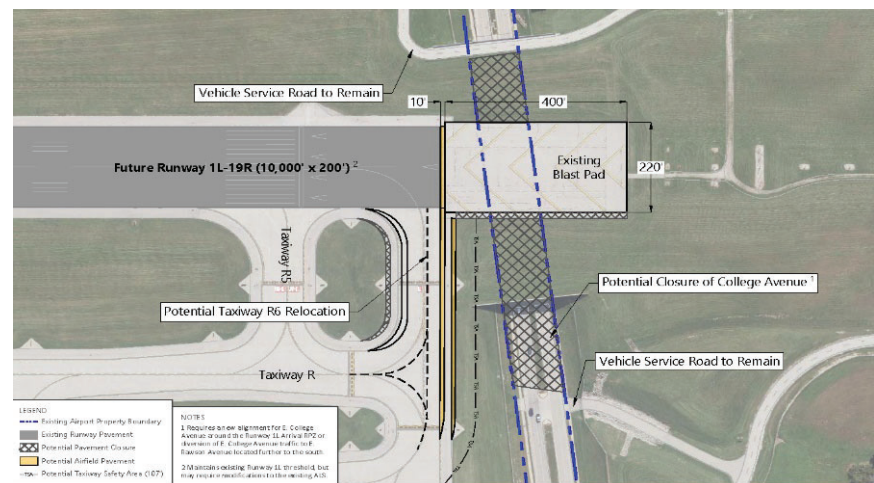 Vehicle Service Road to Remain
10'
400'
Future Runway 1L-19R (10,000' x 200') 2
Existing
Blast Pad
220'
Taxiway R5
Potential Closure of College Avenue 1
Potential Taxiway R6 Relocation
Vehicle Service Road to Remain
Taxiway R
LEGEND
Existing Airport Property Boundary
Existing Runway Pavement
Potential Pavement Closure
Potential Airfield Pavement
TSA Potential Taxiway Safety Area (107)
NOTES
1 Requires a new alignment for E. College
Avenue around the Runway 1L Arrival RPZ or
diversion of E. College Avenue traffic to E.
Rawson Avenue located further to the south.
2 Maintains existing Runway 1L threshold, but
may require modifications to the existing ALS